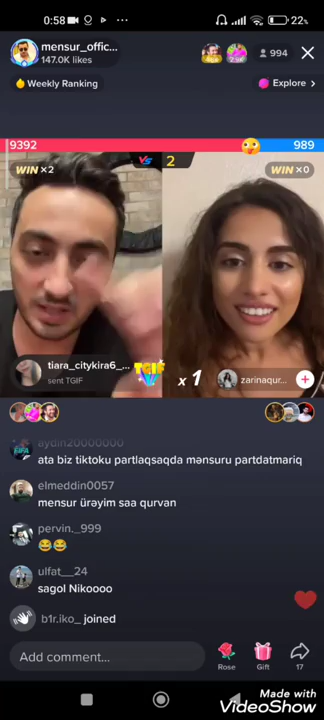 0:58
22%
mensur_offic...
147.0K likes
994
Weekly Ranking
Explore
9392
989
WIN ×2
VS
2
WIN ×0
tiara_citykira6_...
sent TGIF
TGIF
x 1
zarinaqur...
aydin20000000
ata biz tiktoku partlaqsaqda mənsuru partdatmariq
elmeddin0057
mensur ürəyim saa qurvan
pervin._999
😂😂
ulfat__24
sagol Nikoooo
b1r.iko_ joined
Add comment...
Rose
Gift
17
Made with
VideoShow